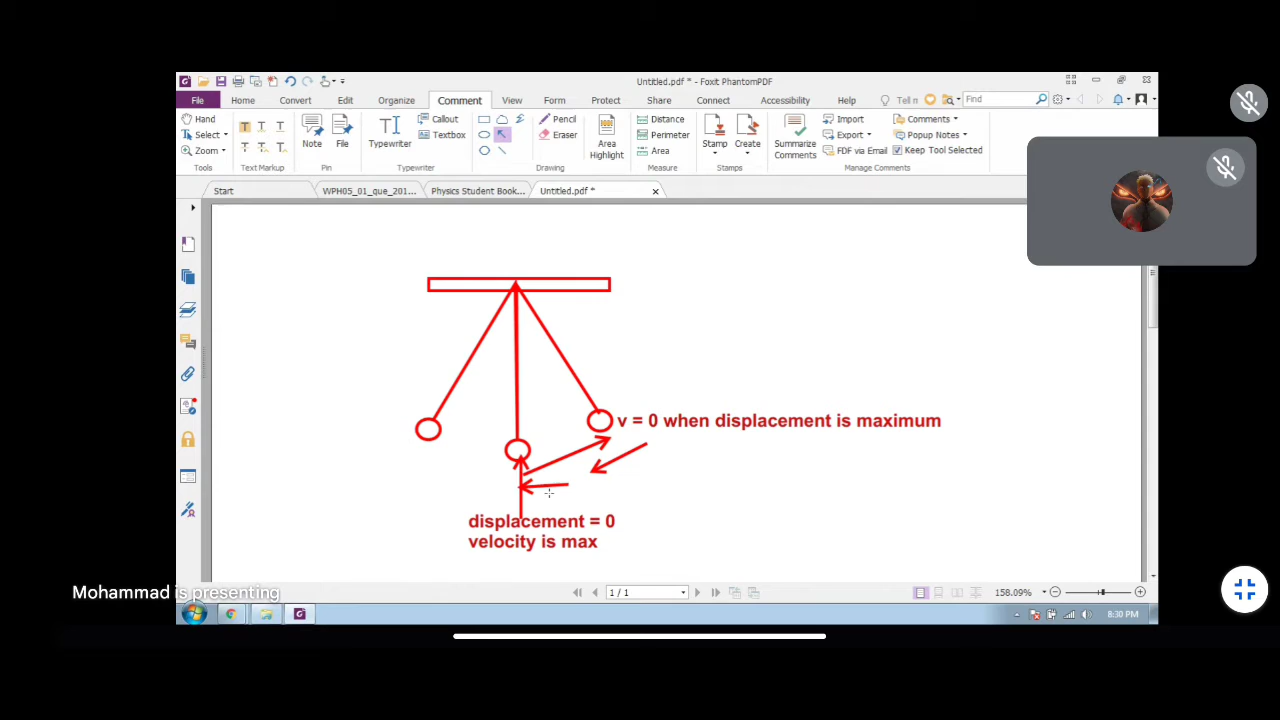 Untitled.pdf * - Foxit PhantomPDF
File Home Convert Edit Organize Comment View Form Protect Share Connect Accessibility Help Tell n Find
Hand
Select
Zoom
Tools
Text Markup
Note
File
Pin
Typewriter
Callout
Textbox
Typewriter
Pencil
Eraser
Drawing
Area
Highlight
Distance
Perimeter
Area
Measure
Stamp
Create
Stamps
Summarize
Comments
Import
Export
FDF via Email
Comments
Popup Notes
Keep Tool Selected
Manage Comments
Start WPH05_01_que_201... Physics Student Book... Untitled.pdf *
v = 0 when displacement is maximum
displacement = 0
velocity is max
Mohammad is presenting
1 / 1
158.09%
8:30 PM